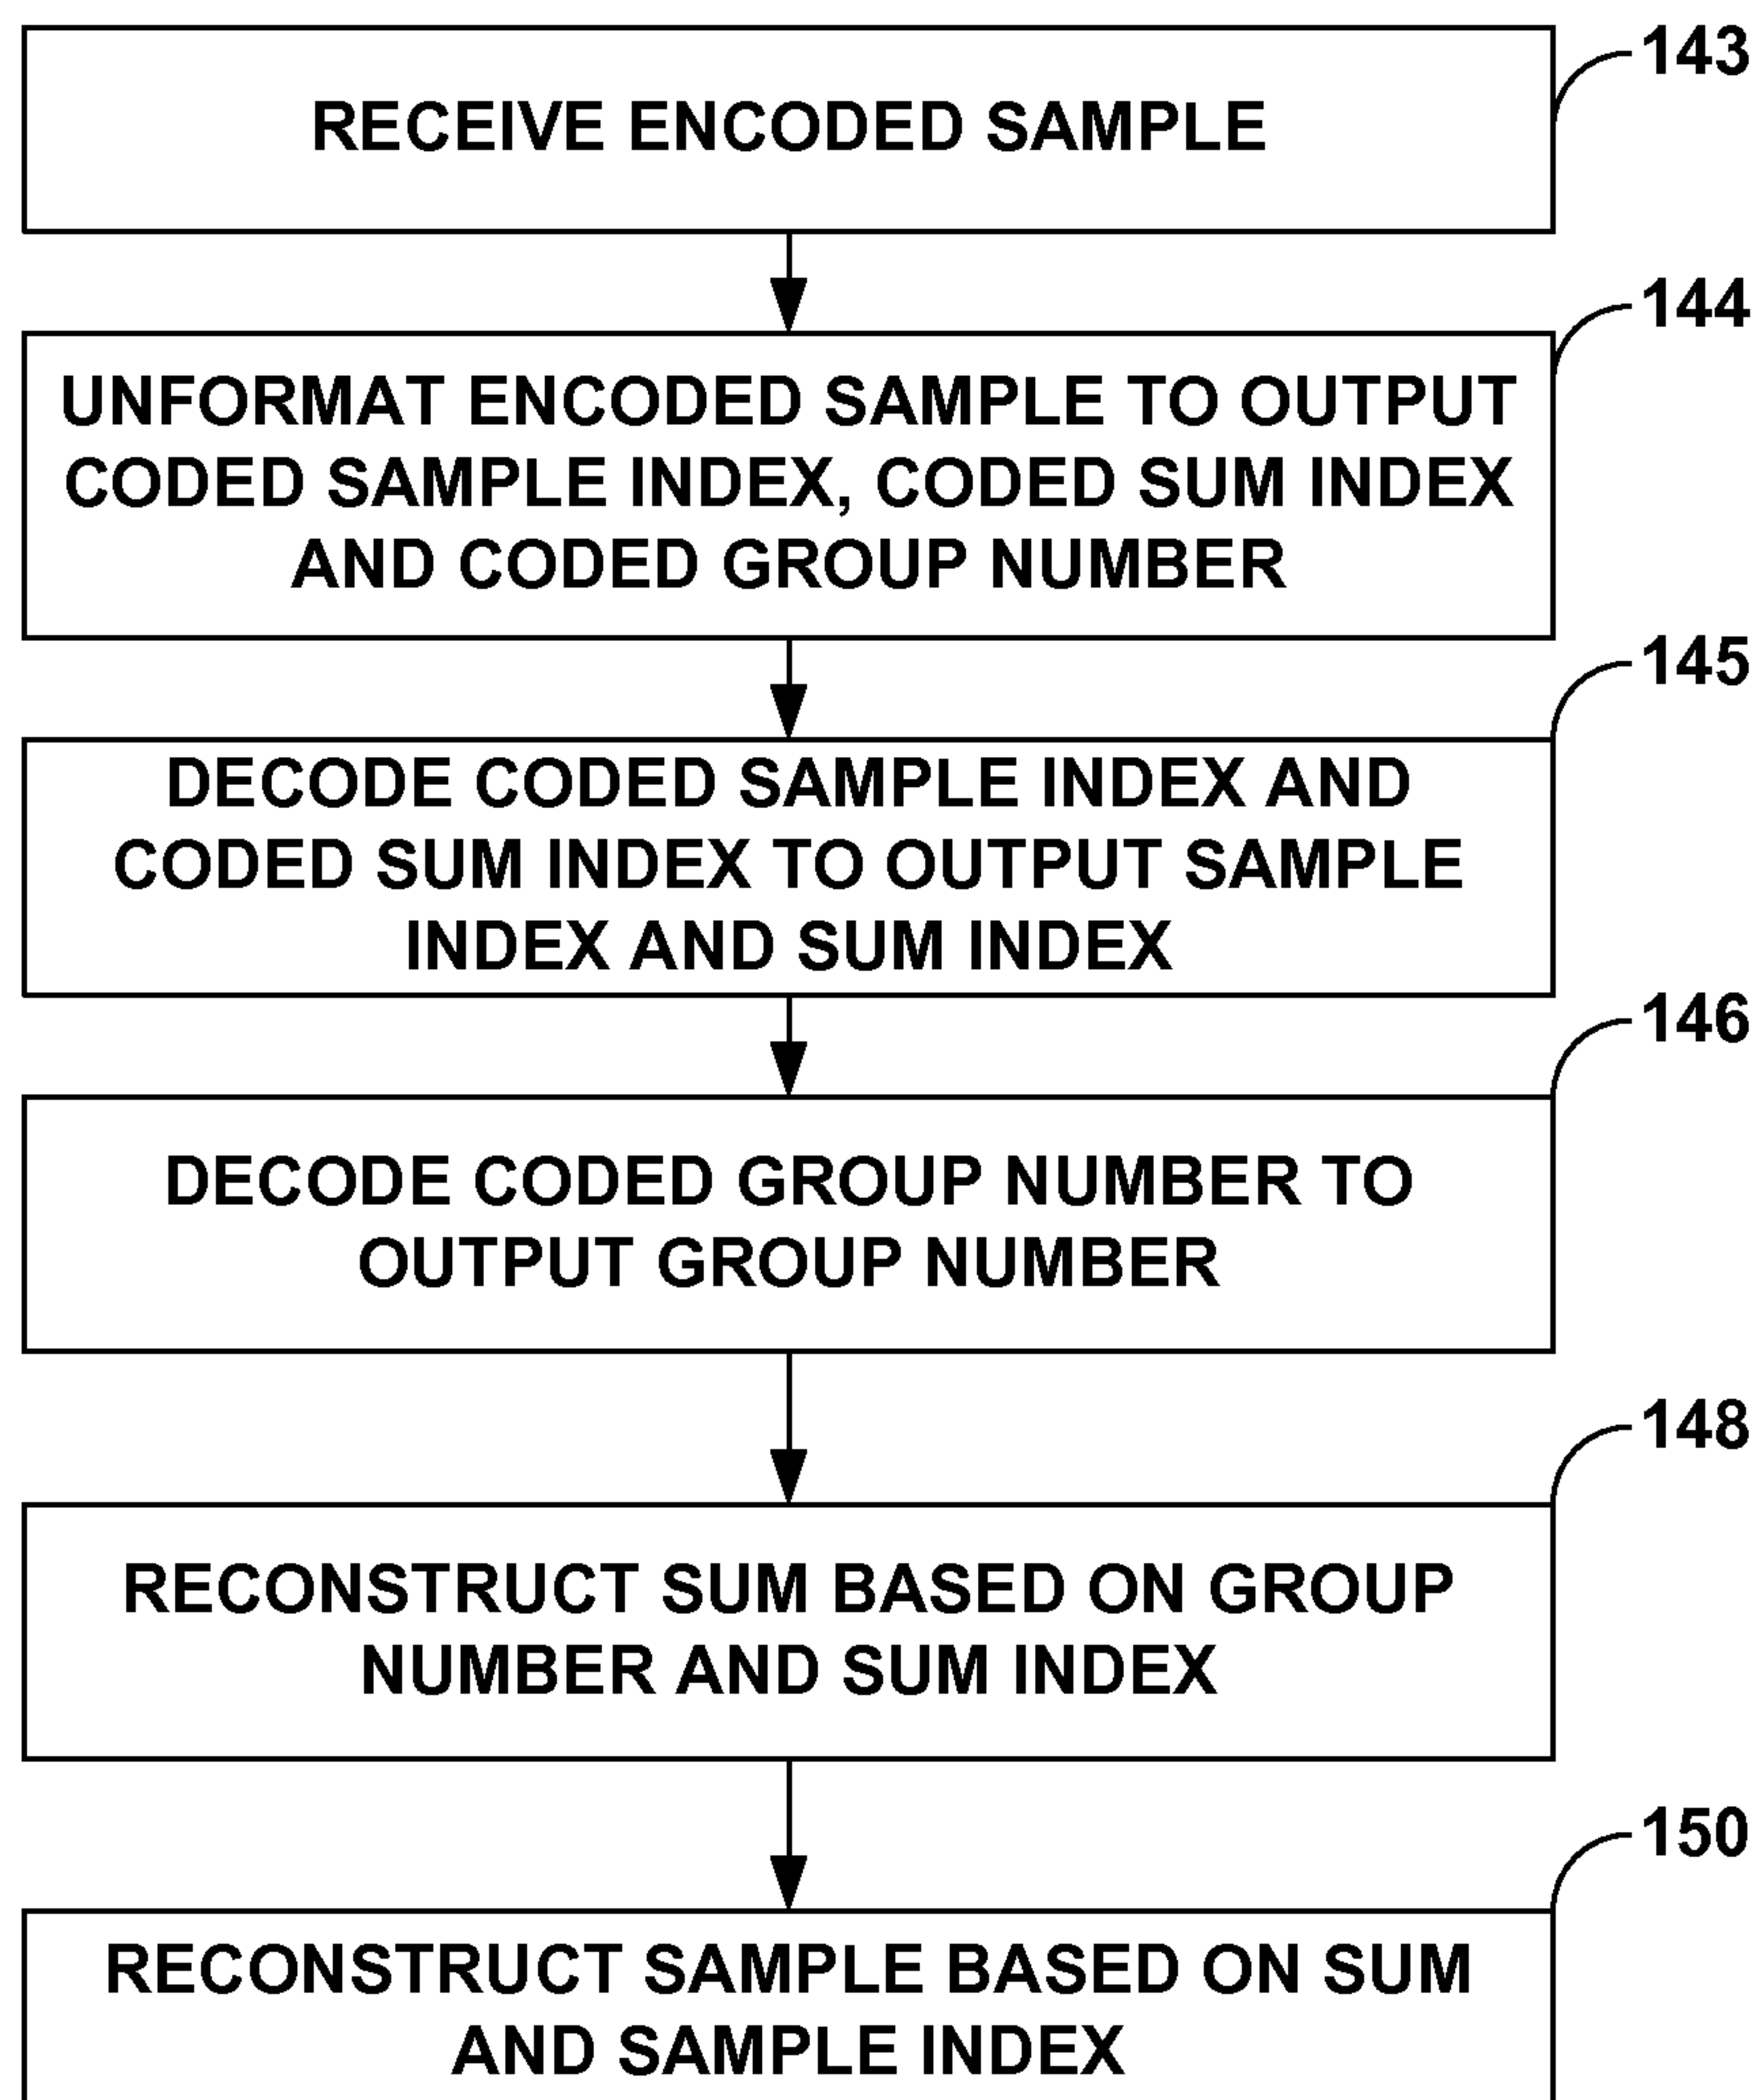 143
RECEIVE ENCODED SAMPLE
144
UNFORMAT ENCODED SAMPLE TO OUTPUT
CODED SAMPLE INDEX, CODED SUM INDEX
AND CODED GROUP NUMBER
145
DECODE CODED SAMPLE INDEX AND
CODED SUM INDEX TO OUTPUT SAMPLE
INDEX AND SUM INDEX
146
DECODE CODED GROUP NUMBER TO
OUTPUT GROUP NUMBER
148
RECONSTRUCT SUM BASED ON GROUP
NUMBER AND SUM INDEX
150
RECONSTRUCT SAMPLE BASED ON SUM
AND SAMPLE INDEX